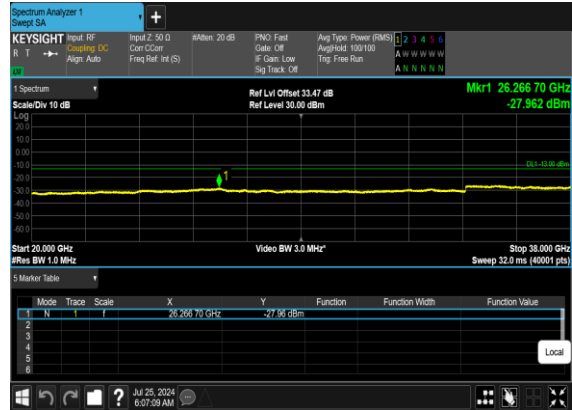 Spectrum Analyzer 1
Swept SA
+
KEYSIGHT Input: RF Input Z: 50 Ω #Atten: 20 dB PNO: Fast Avg Type: Power (RMS) 1 2 3 4 5 6
R T Coupling: DC Corr CCorr Gate: Off Avg|Hold: 100/100 A W W W W W
Align: Auto Freq Ref: Int (S) IF Gain: Low Trig: Free Run
Sig Track: Off A N N N N N
1 Spectrum Ref Lvl Offset 33.47 dB Mkr1 26.266 70 GHz
Scale/Div 10 dB Ref Level 30.00 dBm -27.962 dBm
Log
20.0
10.0
0.00
-10.0 DL1 -13.00 dBm
-20.0 1
-30.0
-40.0
-50.0
-60.0
Start 20.000 GHz Video BW 3.0 MHz* Stop 38.000 GHz
#Res BW 1.0 MHz Sweep 32.0 ms (40001 pts)
5 Marker Table
Mode Trace Scale X Y Function Function Width Function Value
1 N 1 f 26.266 70 GHz -27.96 dBm
2
3
4
5
6
Local
? Jul 25, 2024
6:07:09 AM